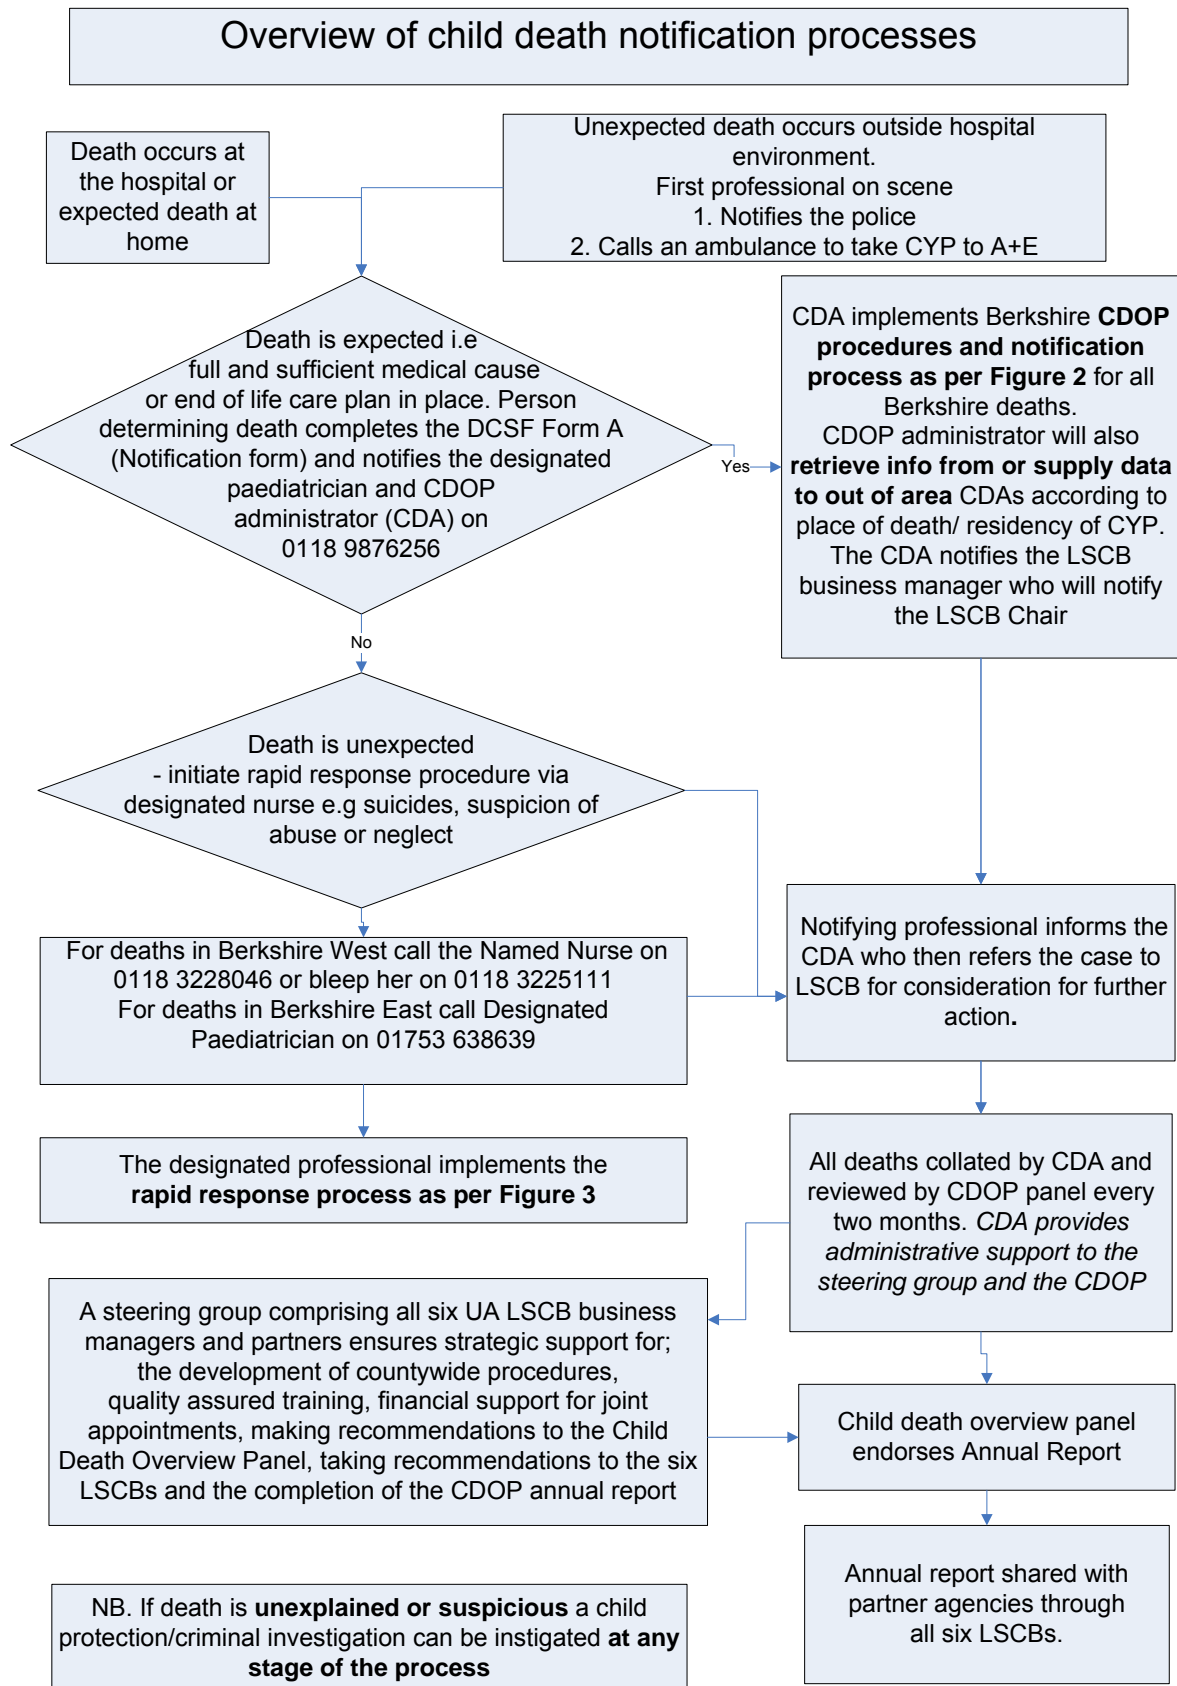 Overview of child death notification processes
Death occurs at
the hospital or
expected death at
home
Unexpected death occurs outside hospital
environment.
First professional on scene
1. Notifies the police
2. Calls an ambulance to take CYP to A+E
Death is expected i.e
full and sufficient medical cause
or end of life care plan in place. Person
determining death completes the DCSF Form A
(Notification form) and notifies the designated
paediatrician and CDOP
administrator (CDA) on
0118 9876256
Yes
CDA implements Berkshire CDOP
procedures and notification
process as per Figure 2 for all
Berkshire deaths.
CDOP administrator will also
retrieve info from or supply data
to out of area CDAs according to
place of death/ residency of CYP.
The CDA notifies the LSCB
business manager who will notify
the LSCB Chair
No
Death is unexpected
- initiate rapid response procedure via
designated nurse e.g suicides, suspicion of
abuse or neglect
For deaths in Berkshire West call the Named Nurse on
0118 3228046 or bleep her on 0118 3225111
For deaths in Berkshire East call Designated
Paediatrician on 01753 638639
Notifying professional informs the
CDA who then refers the case to
LSCB for consideration for further
action.
The designated professional implements the
rapid response process as per Figure 3
All deaths collated by CDA and
reviewed by CDOP panel every
two months. CDA provides
administrative support to the
steering group and the CDOP
A steering group comprising all six UA LSCB business
managers and partners ensures strategic support for;
the development of countywide procedures,
quality assured training, financial support for joint
appointments, making recommendations to the Child
Death Overview Panel, taking recommendations to the six
LSCBs and the completion of the CDOP annual report
Child death overview panel
endorses Annual Report
Annual report shared with
partner agencies through
all six LSCBs.
NB. If death is unexplained or suspicious a child
protection/criminal investigation can be instigated at any
stage of the process